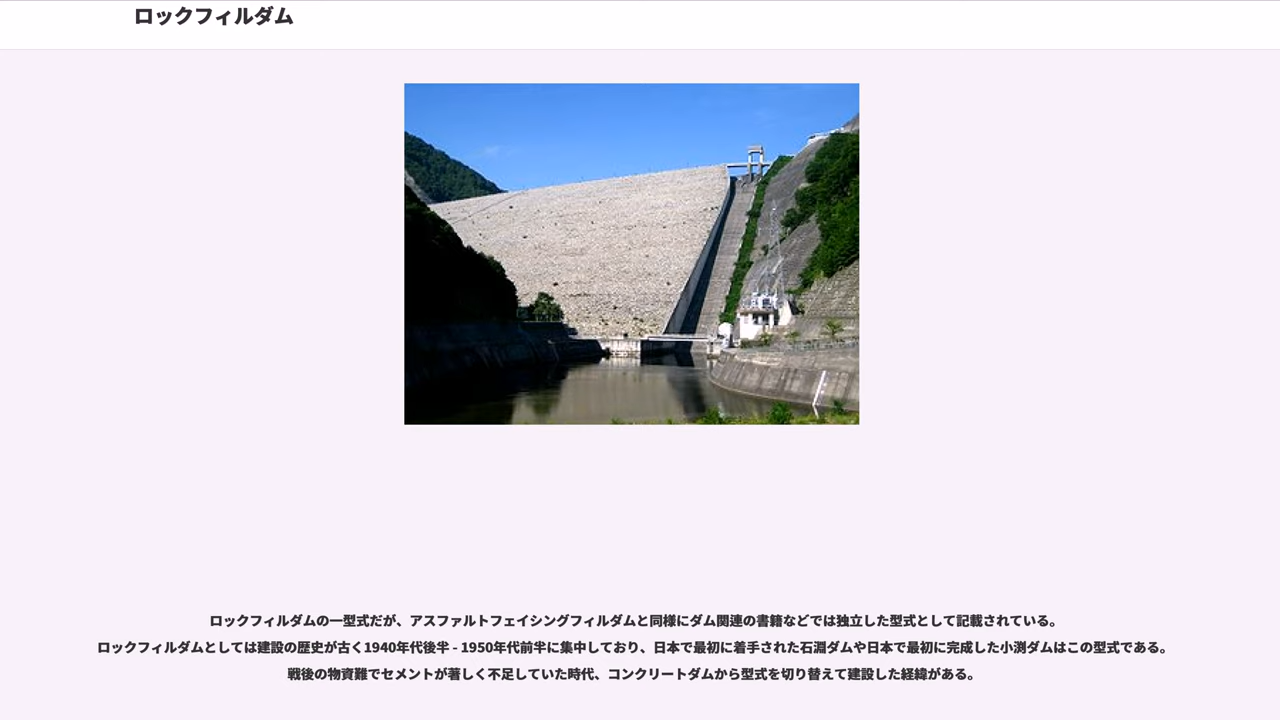 ロックフィルダム
ロックフィルダムの一型式だが、アスファルトフェイシングフィルダムと同様にダム関連の書籍などでは独立した型式として記載されている。
ロックフィルダムとしては建設の歴史が古く1940年代後半 - 1950年代前半に集中しており、日本で最初に着手された石淵ダムや日本で最初に完成した小渕ダムはこの型式である。
戦後の物資難でセメントが著しく不足していた時代、コンクリートダムから型式を切り替えて建設した経緯がある。